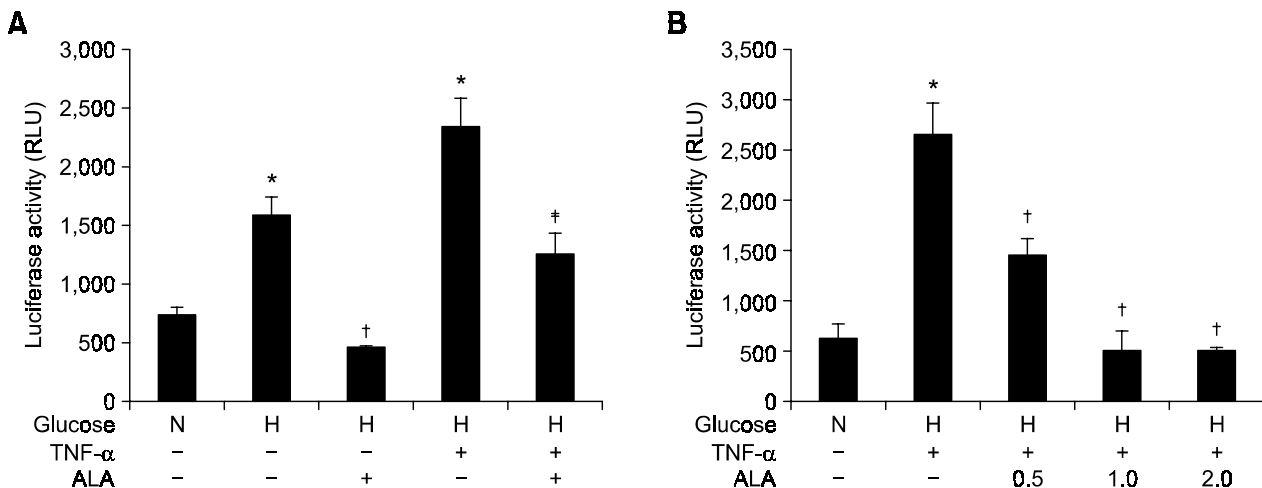 A
3,000
2,500
2,000
1,500
1,000
500
0
Luciferase activity (RLU)
*
†
*
‡
Glucose N H H H H
TNF-α – – – + +
ALA – – + – +
B
3,500
3,000
2,500
2,000
1,500
1,000
500
0
Luciferase activity (RLU)
*
†
†
†
Glucose N H H H H
TNF-α – + + + +
ALA – – 0.5 1.0 2.0